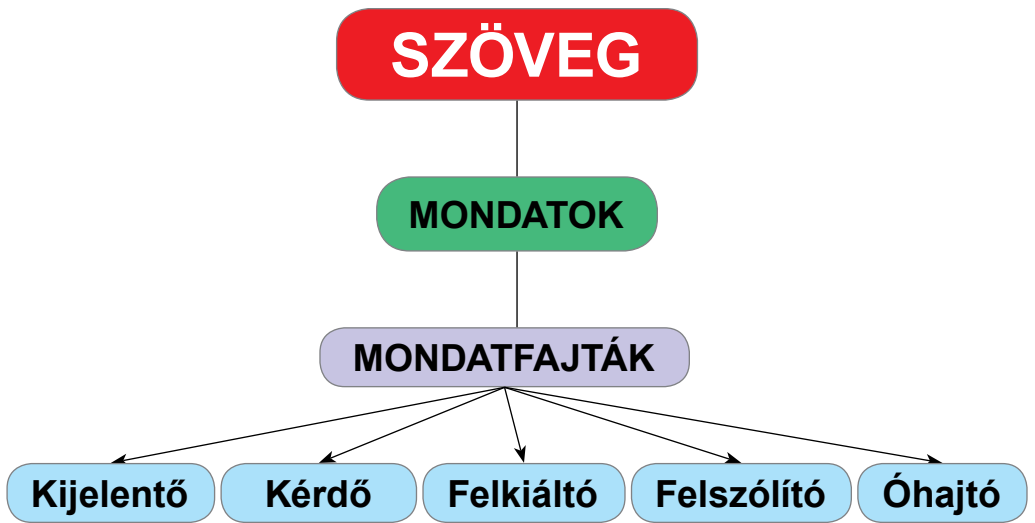 SZÖVEG
MONDATOK
MONDATFAJTÁK
Kijelentő
Kérdő
Felkiáltó
Felszólító
Óhajtó